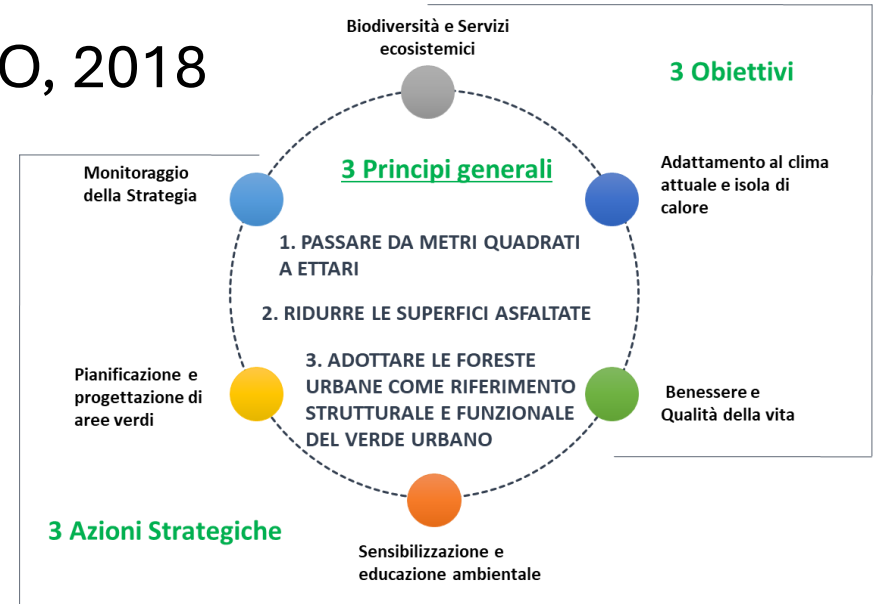 O, 2018
Biodiversità e Servizi
ecosistemici
3 Obiettivi
Monitoraggio
della Strategia
3 Principi generali
Adattamento al clima
attuale e isola di
calore
1. PASSARE DA METRI QUADRATI
A ETTARI
2. RIDURRE LE SUPERFICI ASFALTATE
3. ADOTTARE LE FORESTE
URBANE COME RIFERIMENTO
STRUTTURALE E FUNZIONALE
DEL VERDE URBANO
Pianificazione e
progettazione di
aree verdi
Benessere e
Qualità della vita
3 Azioni Strategiche
Sensibilizzazione e
educazione ambientale